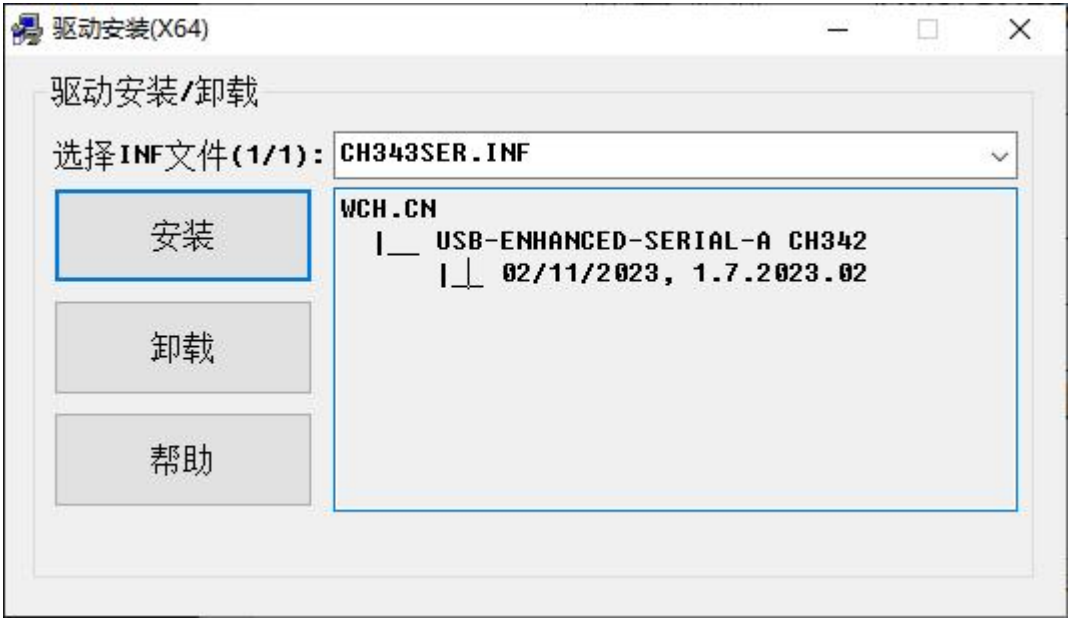 驱动安装(X64)
驱动安装/卸载
选择INF文件(1/1): CH343SER.INF
安装
卸载
帮助
WCH.CN
|__ USB-ENHANCED-SERIAL-A CH342
|__ 02/11/2023, 1.7.2023.02